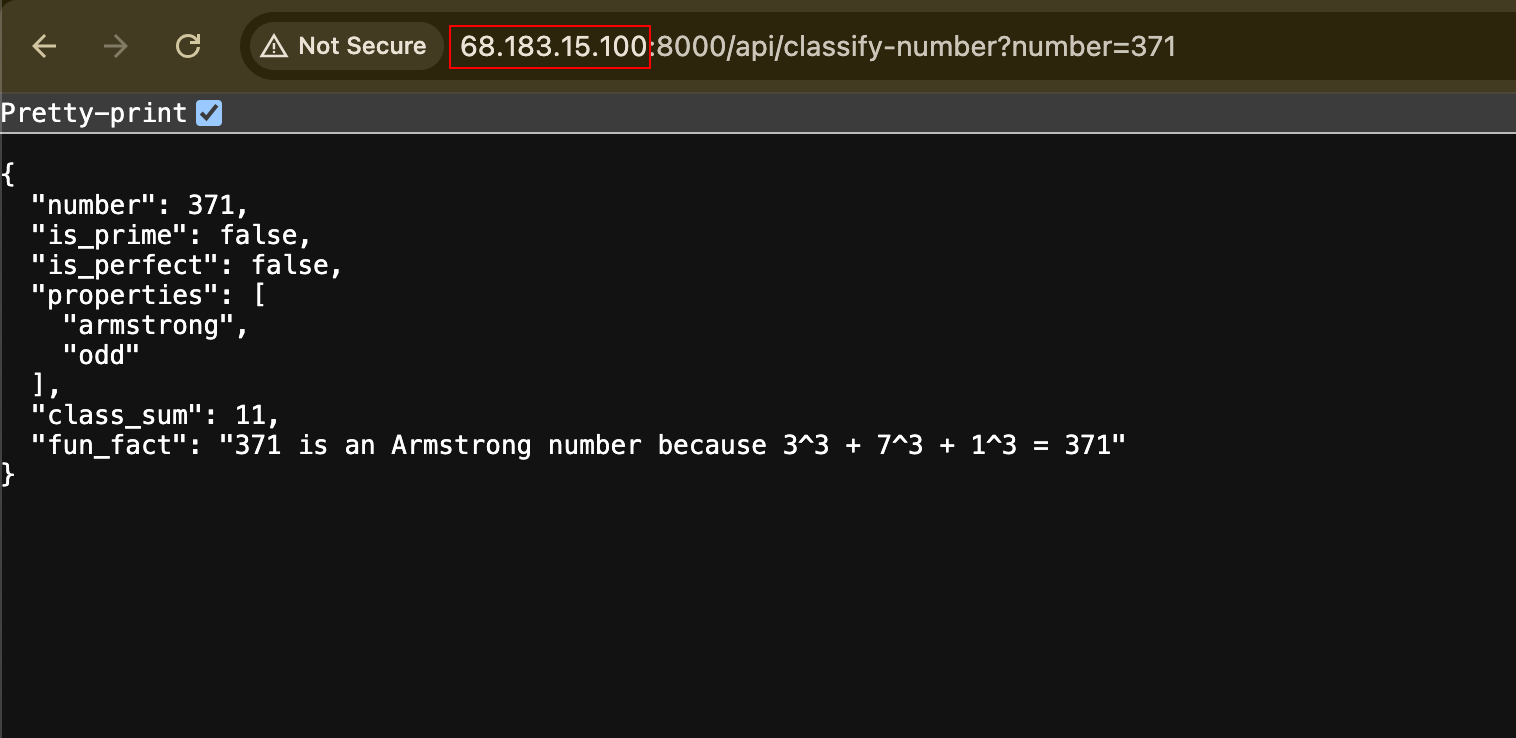 Not Secure 68.183.15.100:8000/api/classify-number?number=371
Pretty-print
{
  "number": 371,
  "is_prime": false,
  "is_perfect": false,
  "properties": [
    "armstrong",
    "odd"
  ],
  "class_sum": 11,
  "fun_fact": "371 is an Armstrong number because 3^3 + 7^3 + 1^3 = 371"
}